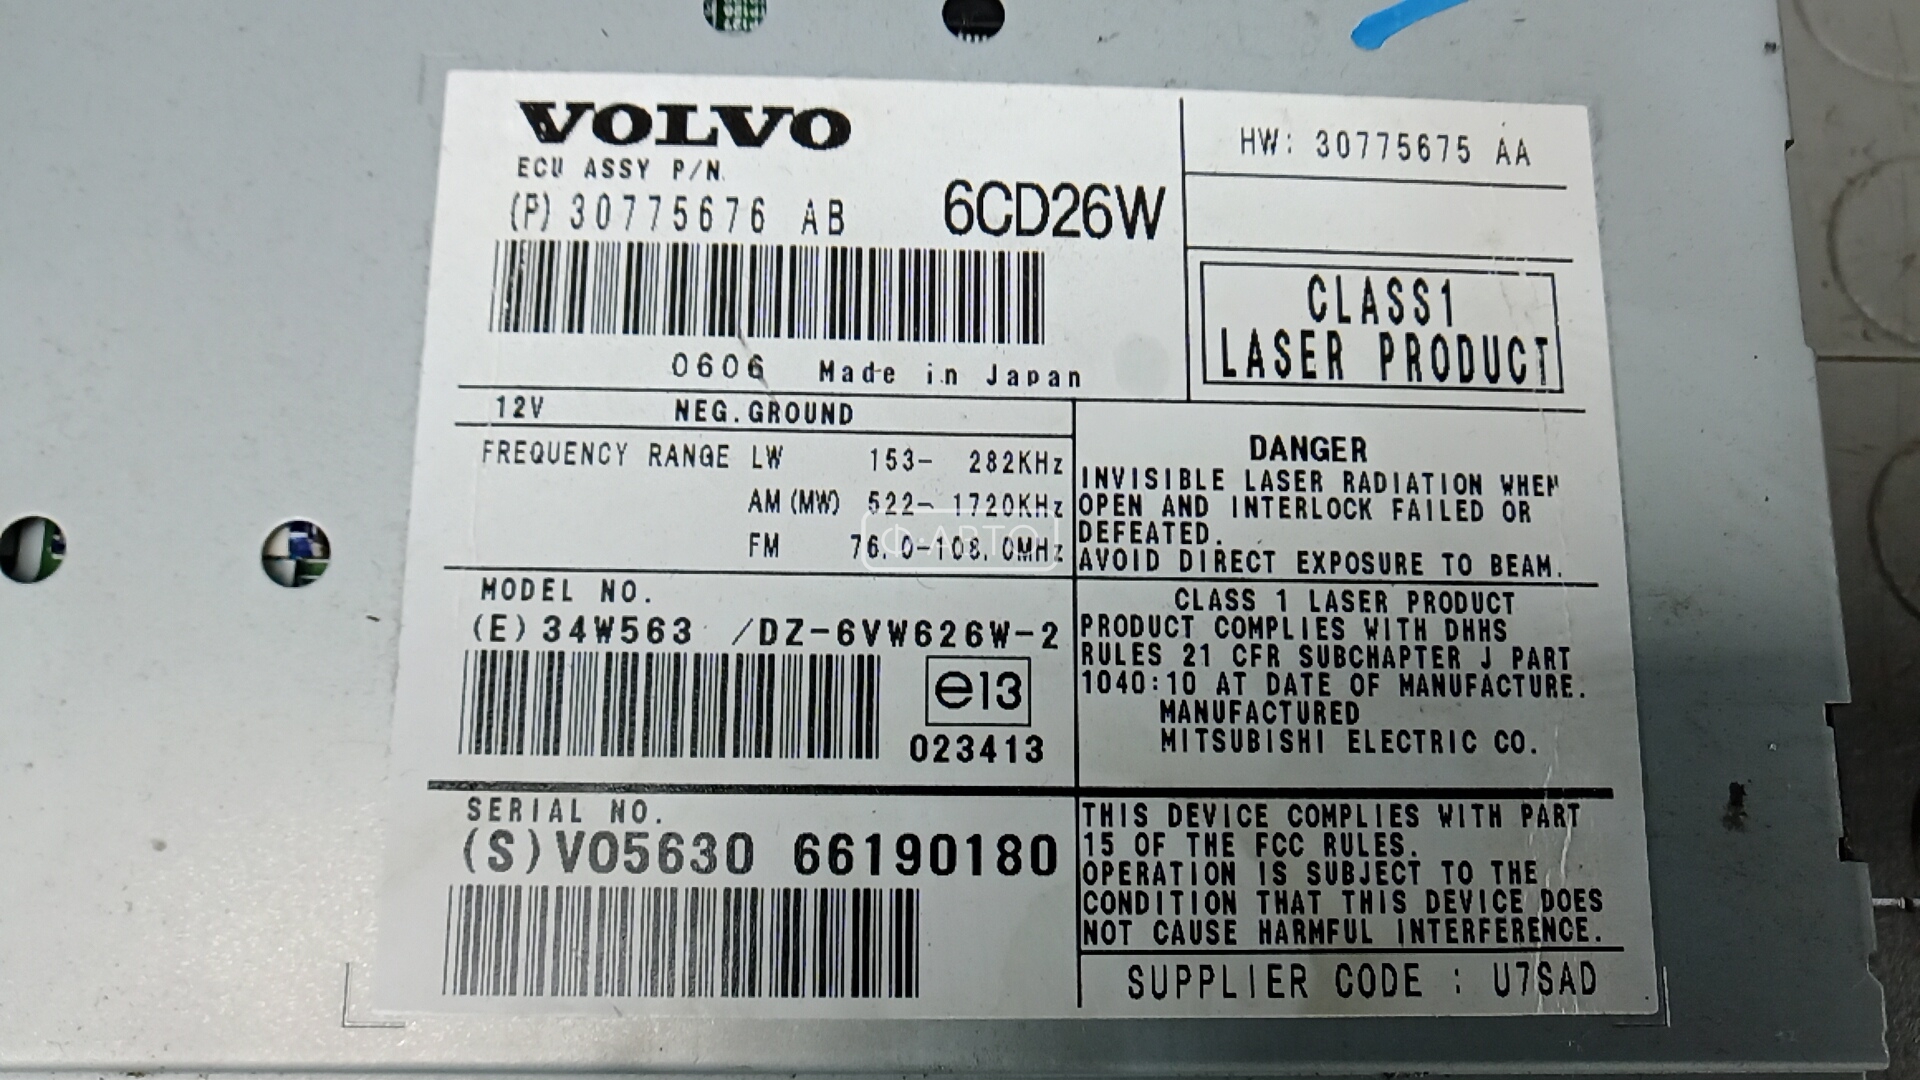 VOLVO
ECU ASSY P/N.
(P) 30775676 AB
6CD26W
0606 Made in Japan
HW: 30775675 AA
CLASS1
LASER PRODUCT
12V NEG.GROUND
FREQUENCY RANGE LW 153- 282KHz
AM(MW) 522- 1720KHz
FM 76.0-108.0MHz
DANGER
INVISIBLE LASER RADIATION WHEN
OPEN AND INTERLOCK FAILED OR
DEFEATED.
AVOID DIRECT EXPOSURE TO BEAM.
MODEL NO.
(E) 34W563 /DZ-6VW626W-2
e13
023413
CLASS 1 LASER PRODUCT
PRODUCT COMPLIES WITH DHHS
RULES 21 CFR SUBCHAPTER J PART
1040:10 AT DATE OF MANUFACTURE.
MANUFACTURED
MITSUBISHI ELECTRIC CO.
SERIAL NO.
(S) VO5630 66190180
THIS DEVICE COMPLIES WITH PART
15 OF THE FCC RULES.
OPERATION IS SUBJECT TO THE
CONDITION THAT THIS DEVICE DOES
NOT CAUSE HARMFUL INTERFERENCE.
SUPPLIER CODE : U7SAD